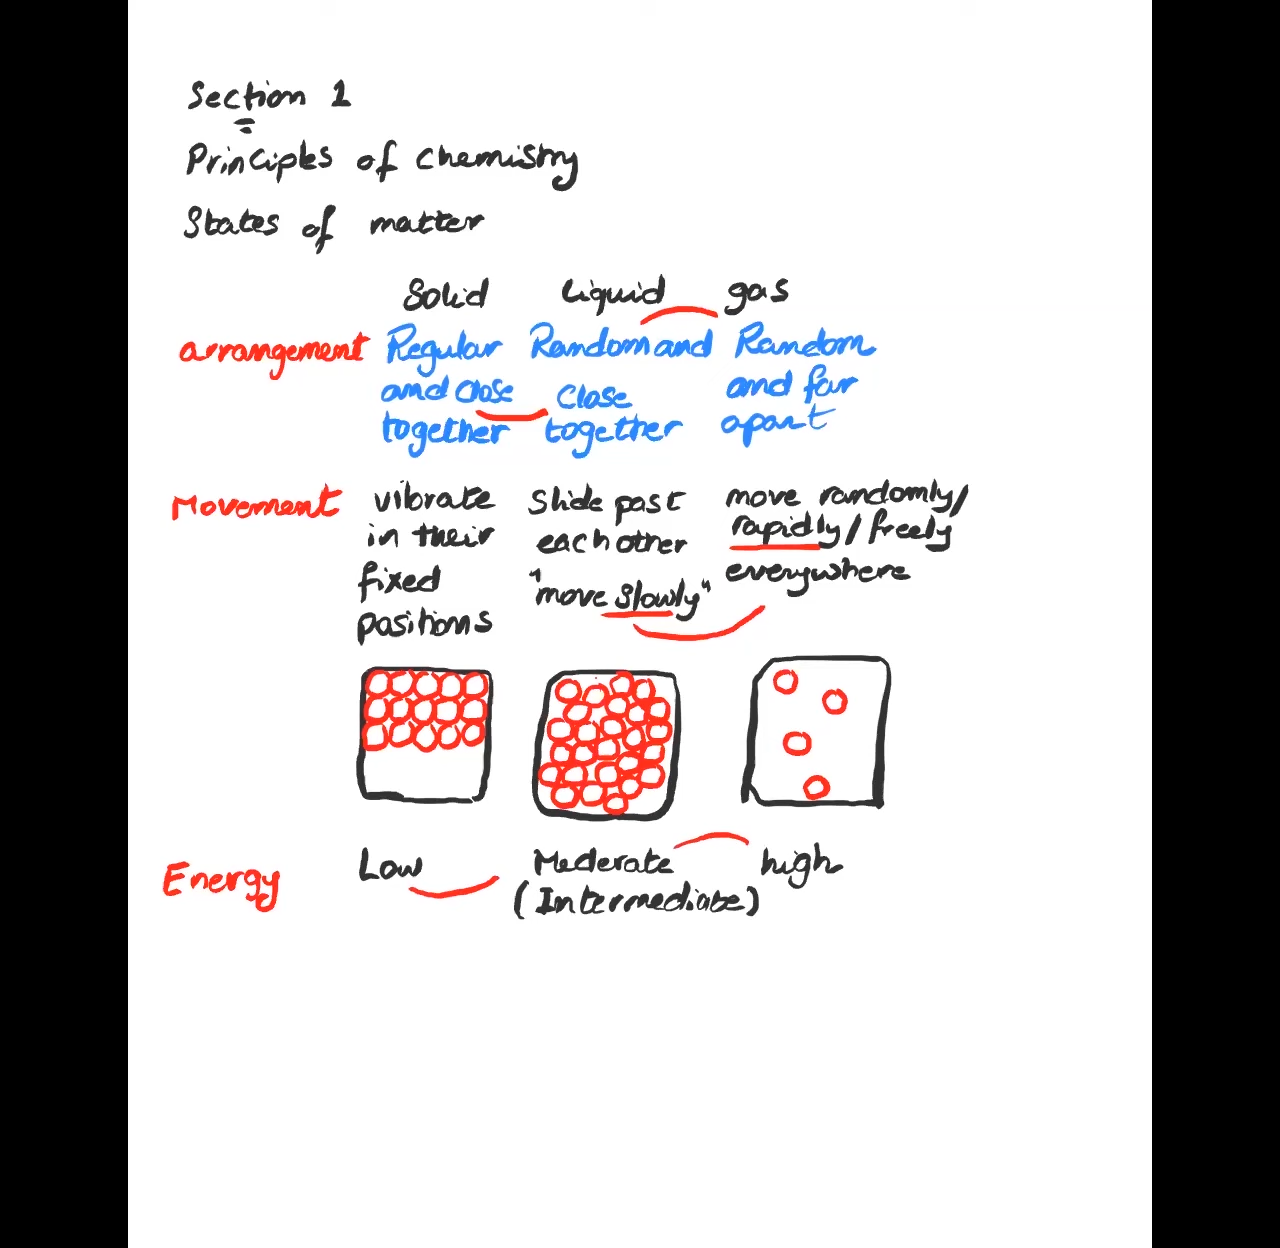 Section 1
Principles of chemistry
States of matter
Solid Liquid gas
arrangement Regular Random and Random
and close close and far
together together apart
Movement vibrate Slide past move randomly/
in their each other rapidly/freely
fixed "move slowly" everywhere
positions
Energy Low Moderate high
(Intermediate)